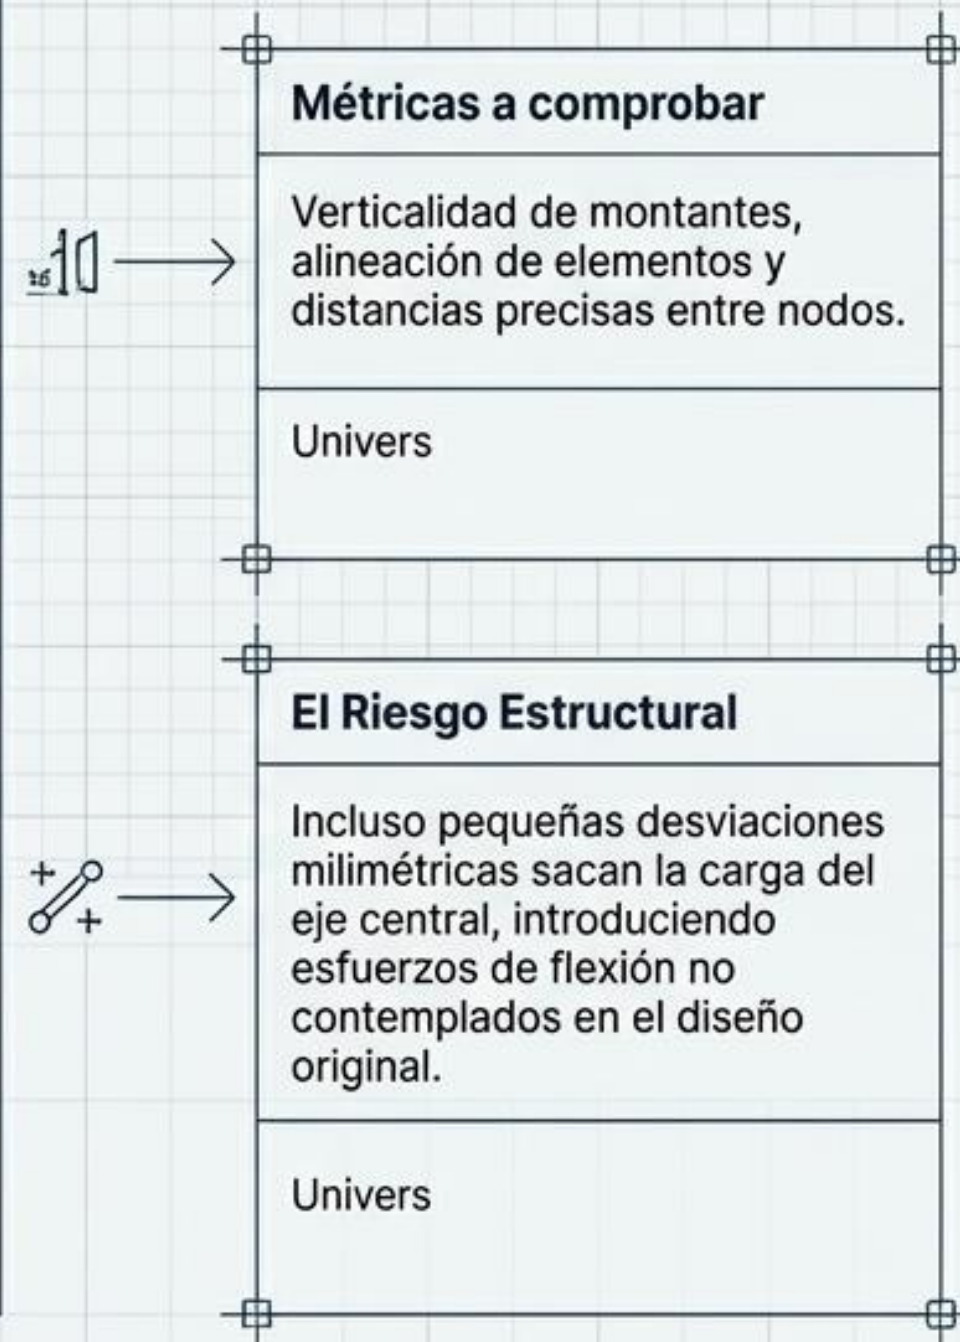 Métricas a comprobar
Verticalidad de montantes,
alineación de elementos y
distancias precisas entre nodos.
Univers
El Riesgo Estructural
Incluso pequeñas desviaciones
milimétricas sacan la carga del
eje central, introduciendo
esfuerzos de flexión no
contemplados en el diseño
original.
Univers